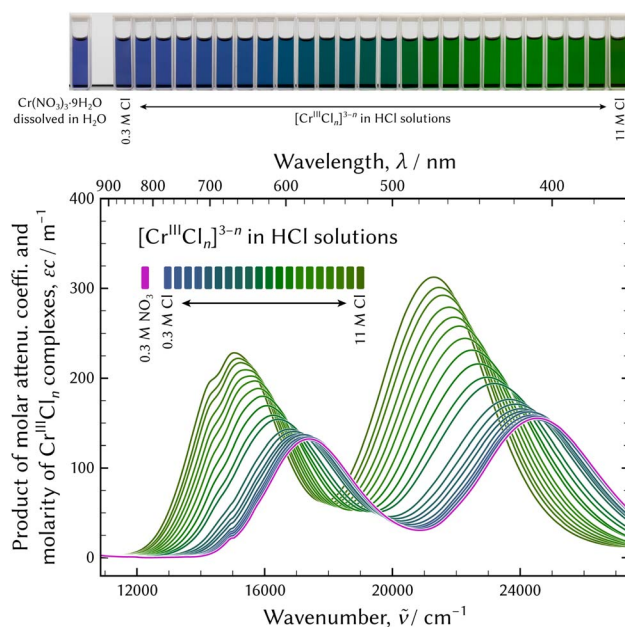 Cr(NO₃)₃·9H₂O
dissolved in H₂O
0.3 M Cl
[CrᴵᴵᴵClₙ]³⁻ⁿ in HCl solutions
11 M Cl
Wavelength, λ / nm
900 800 700 600 500 400
[CrᴵᴵᴵClₙ]³⁻ⁿ in HCl solutions
0.3 M NO₃
0.3 M Cl
11 M Cl
Product of molar attenu. coeffi. and
molarity of CrᴵᴵᴵClₙ complexes, εc / m⁻¹
400
300
200
100
0
12000 16000 20000 24000
Wavenumber, ν̃ / cm⁻¹